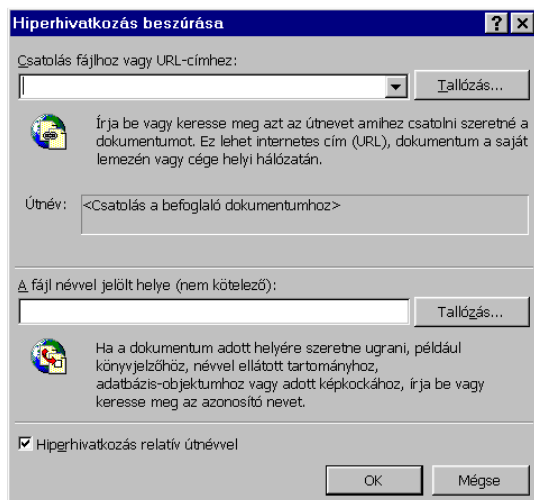 Hiperhivatkozás beszúrása
Csatolás fájlhoz vagy URL-címhez:
Tallózás...
Írja be vagy keresse meg azt az útnevet amihez csatolni szeretné a
dokumentumot. Ez lehet internetes cím (URL), dokumentum a saját
lemezén vagy cége helyi hálózatán.
Útnév: <Csatolás a befoglaló dokumentumhoz>
A fájl névvel jelölt helye (nem kötelező):
Tallózás...
Ha a dokumentum adott helyére szeretne ugrani, például
könyvjelzőhöz, névvel ellátott tartományhoz,
adatbázis-objektumhoz vagy adott képkockához, írja be vagy
keresse meg az azonosító nevet.
Hiperhivatkozás relatív útnévvel
OK Mégse